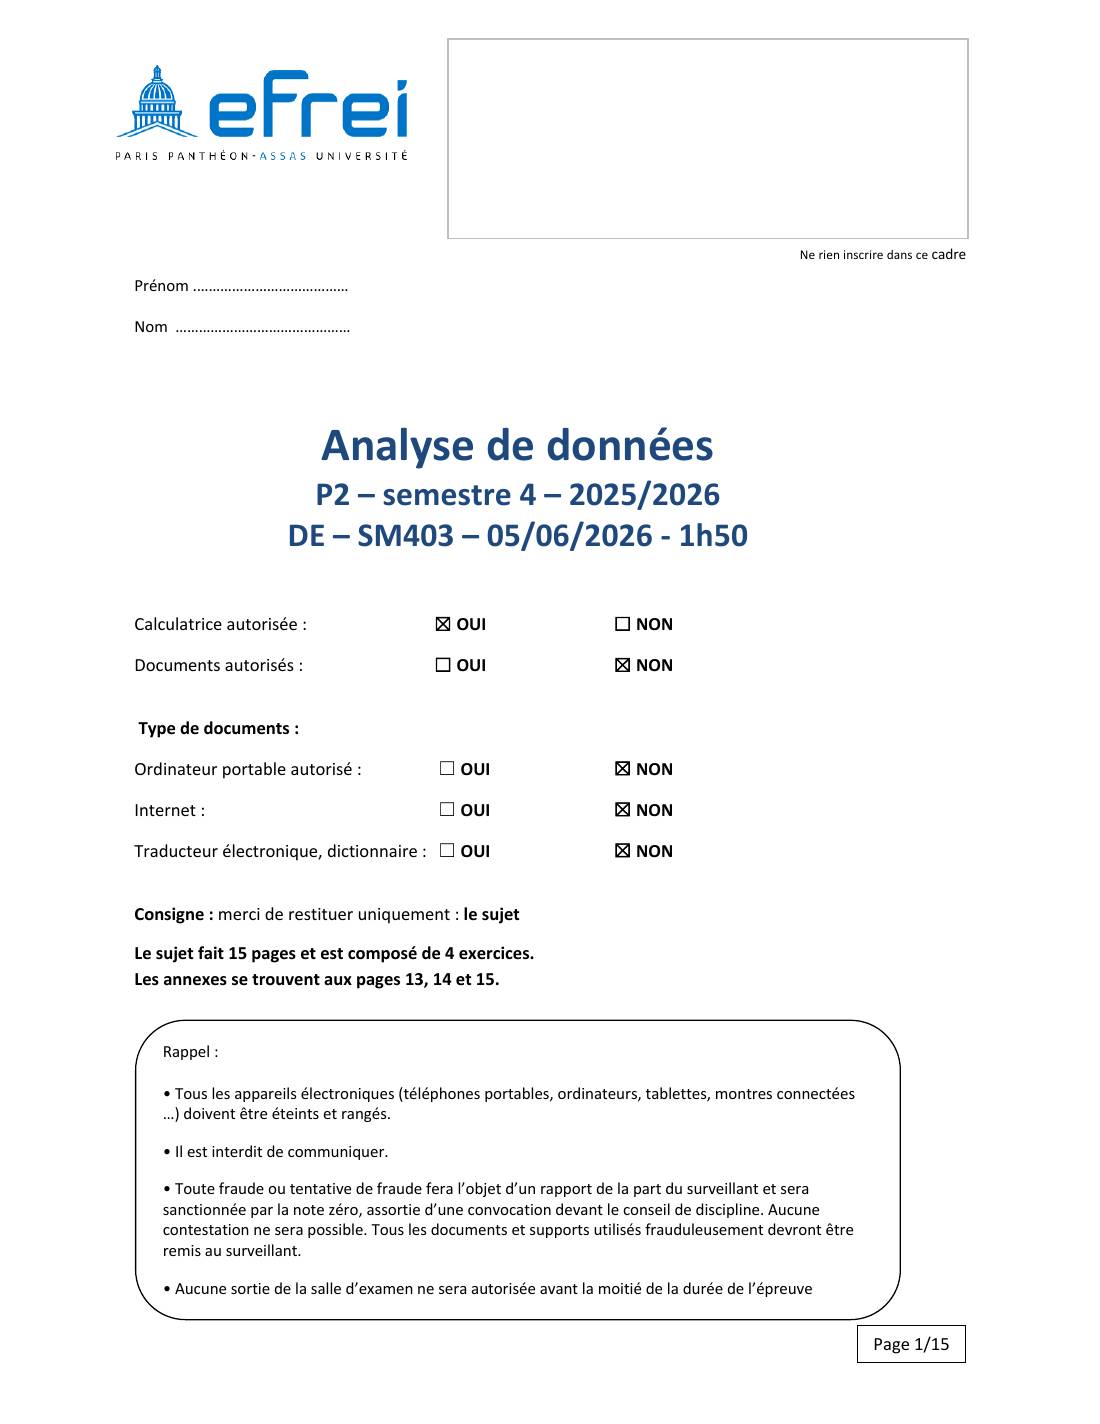 efrei
PARIS PANTHÉON-ASSAS UNIVERSITÉ
Ne rien inscrire dans ce cadre
Prénom ........................................
Nom .............................................
Analyse de données
P2 – semestre 4 – 2025/2026
DE – SM403 – 05/06/2026 - 1h50
Calculatrice autorisée : ☒ OUI ☐ NON
Documents autorisés : ☐ OUI ☒ NON
Type de documents :
Ordinateur portable autorisé : ☐ OUI ☒ NON
Internet : ☐ OUI ☒ NON
Traducteur électronique, dictionnaire : ☐ OUI ☒ NON
Consigne : merci de restituer uniquement : le sujet
Le sujet fait 15 pages et est composé de 4 exercices.
Les annexes se trouvent aux pages 13, 14 et 15.
Rappel :
• Tous les appareils électroniques (téléphones portables, ordinateurs, tablettes, montres connectées
…) doivent être éteints et rangés.
• Il est interdit de communiquer.
• Toute fraude ou tentative de fraude fera l’objet d’un rapport de la part du surveillant et sera
sanctionnée par la note zéro, assortie d’une convocation devant le conseil de discipline. Aucune
contestation ne sera possible. Tous les documents et supports utilisés frauduleusement devront être
remis au surveillant.
• Aucune sortie de la salle d’examen ne sera autorisée avant la moitié de la durée de l’épreuve
Page 1/15